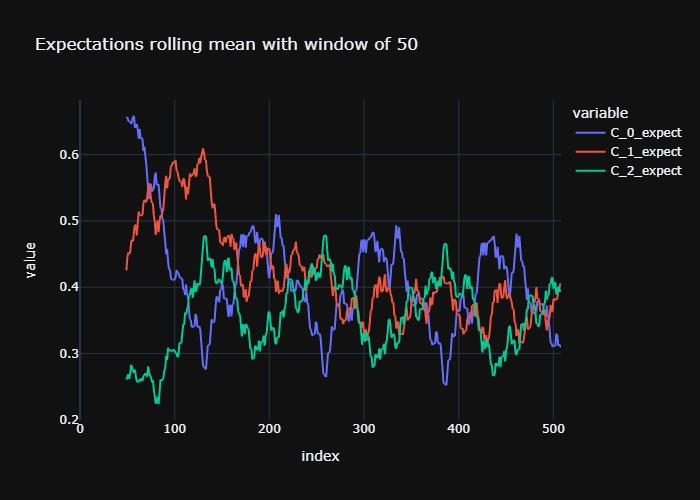 Expectations rolling mean with window of 50
variable
C_0_expect
C_1_expect
C_2_expect
0.6
0.5
0.4
0.3
0.2
value
0
100
200
300
400
500
index